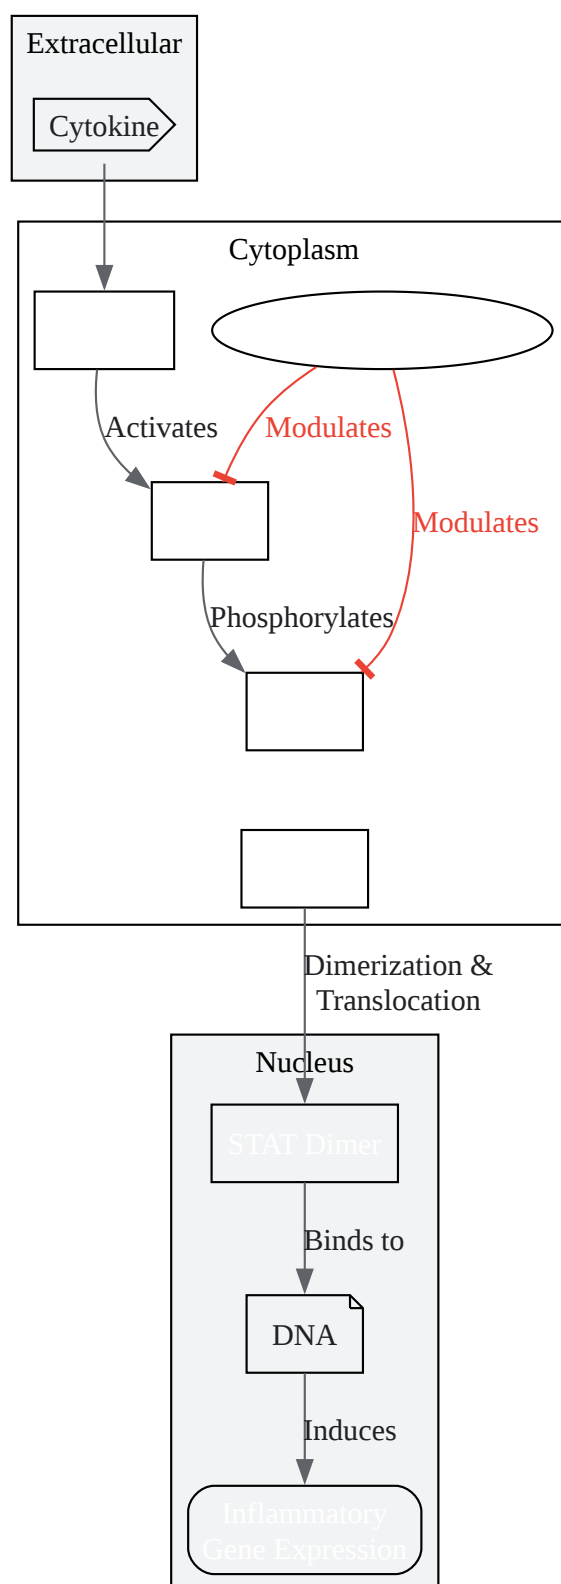 Extracellular
Cytokine
Cytoplasm
Activates
Modulates
Modulates
Phosphorylates
Dimerization &
Translocation
Nucleus
STAT Dimer
Binds to
DNA
Induces
Inflammatory
Gene Expression